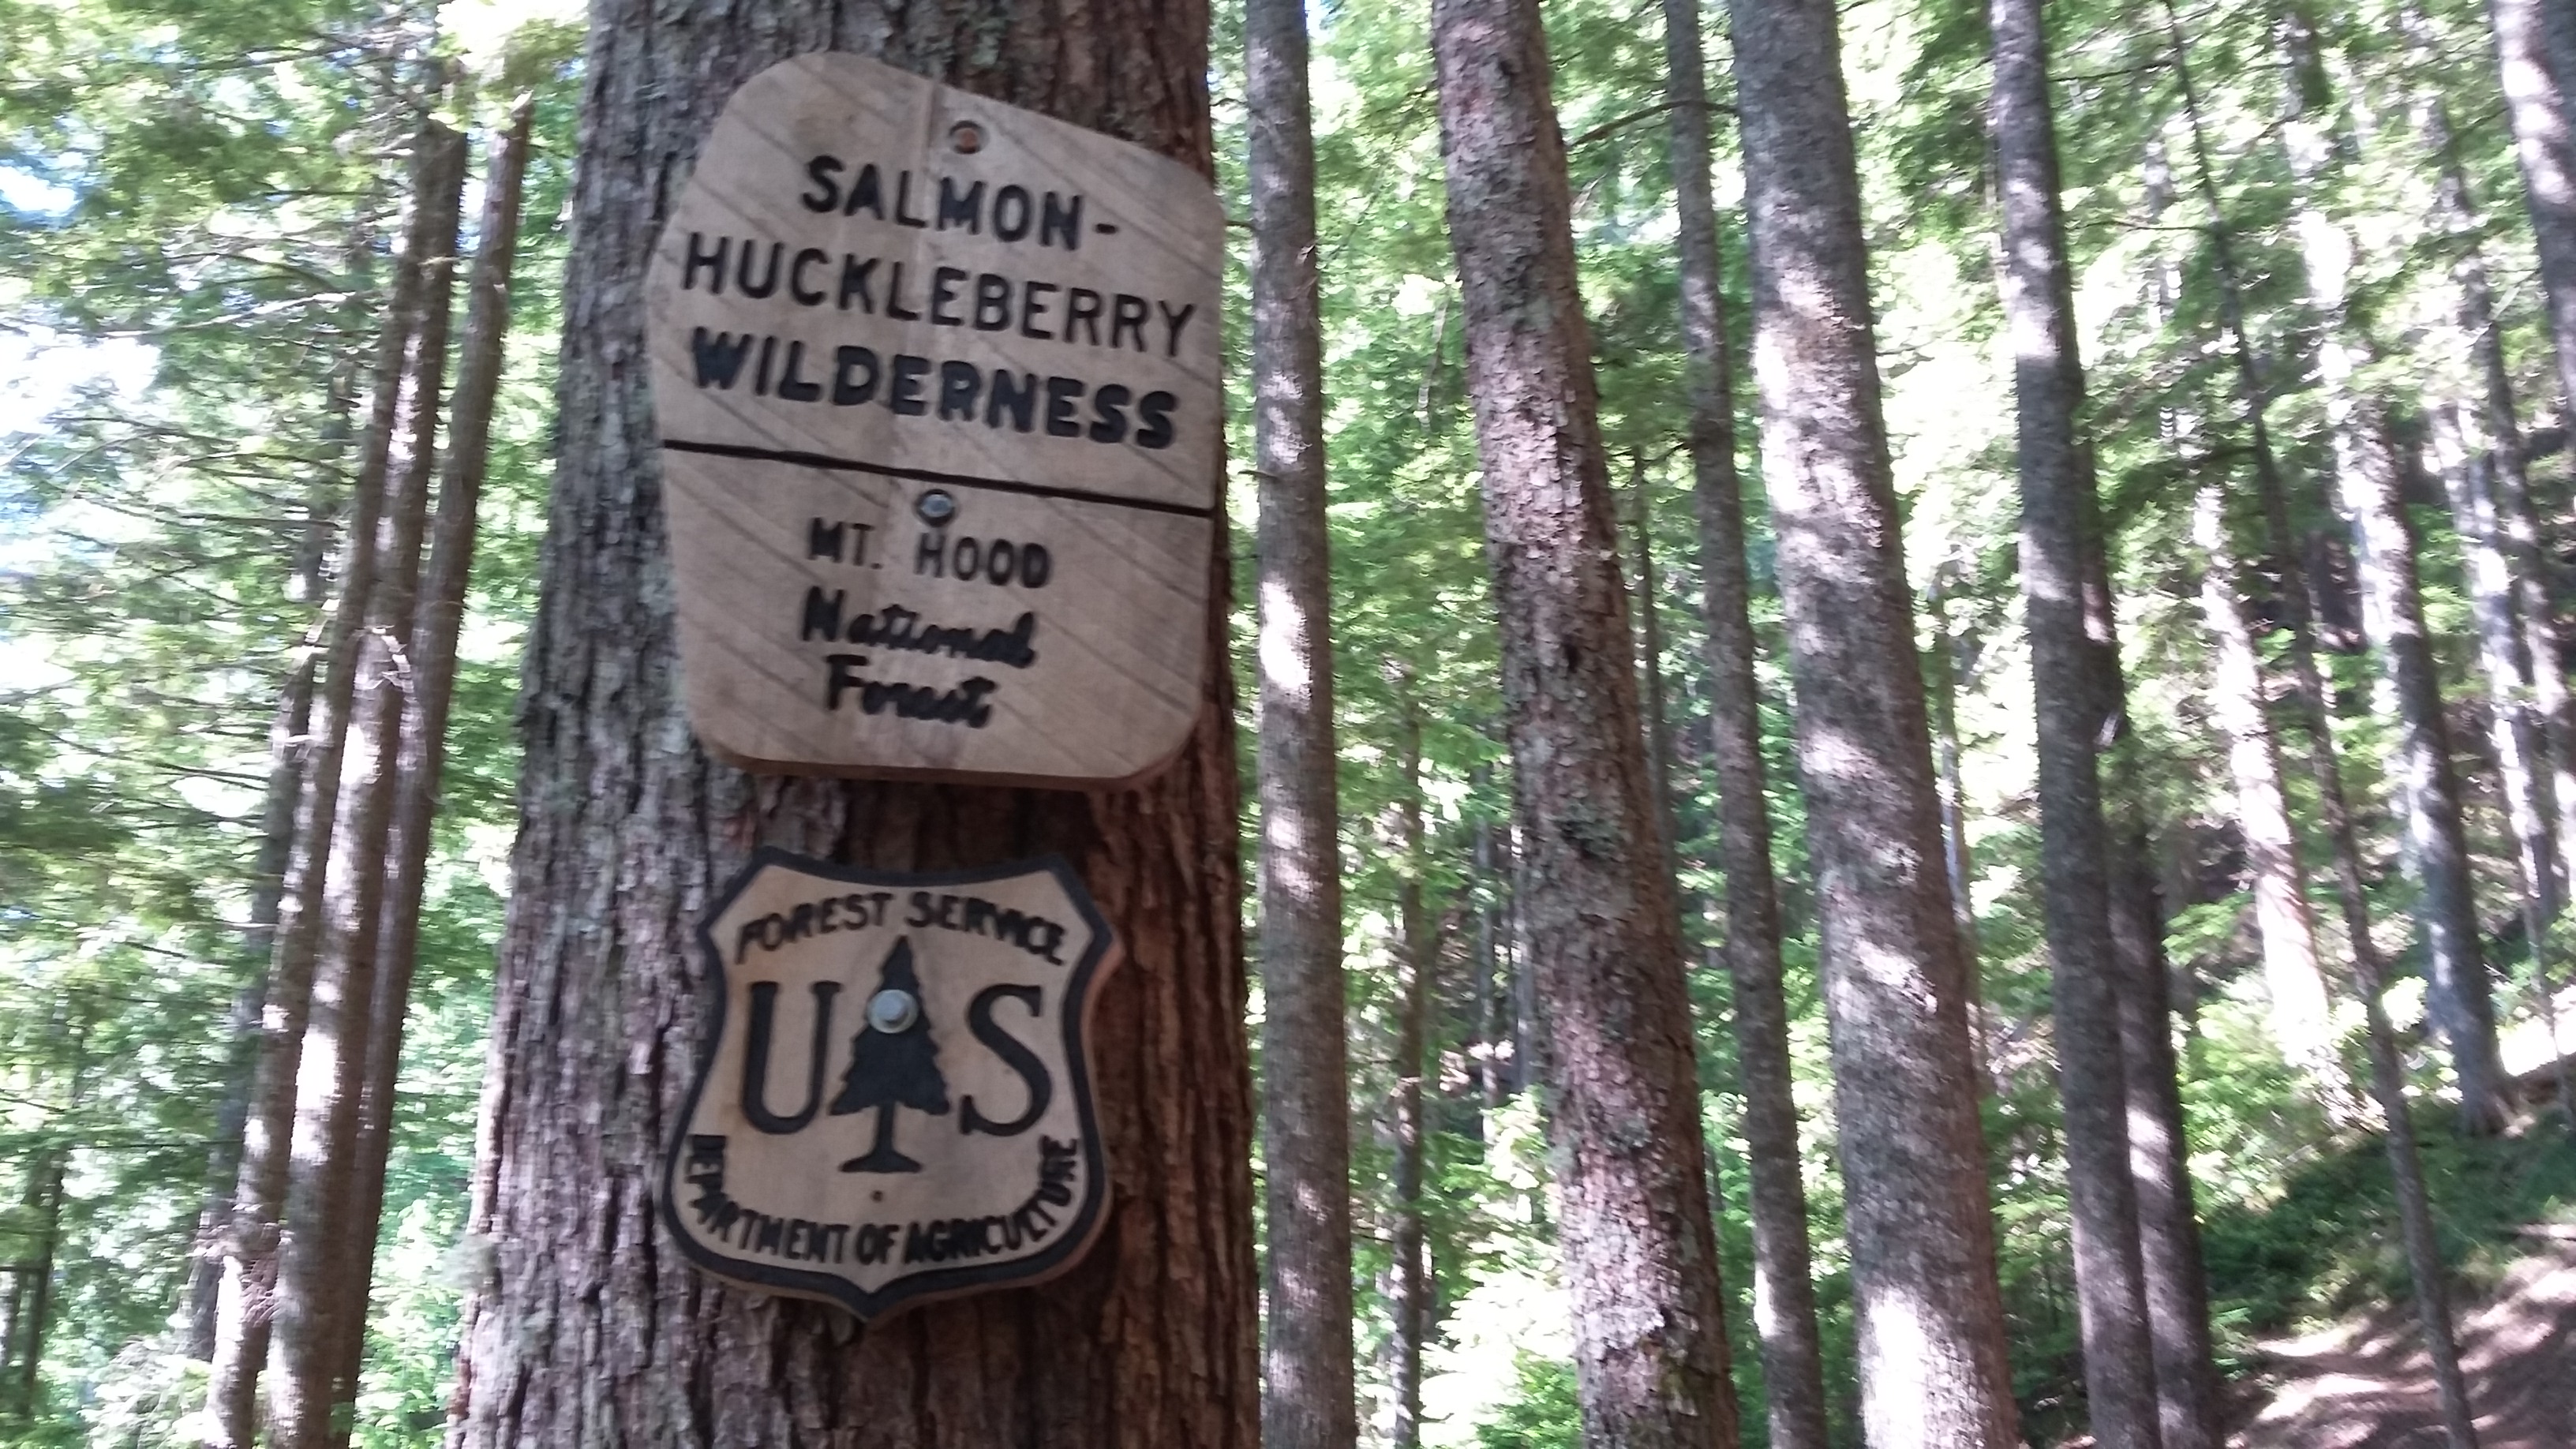 SALMON-
HUCKLEBERRY
WILDERNESS
MT. HOOD
National
Forest
FOREST SERVICE
U S
DEPARTMENT OF AGRICULTURE